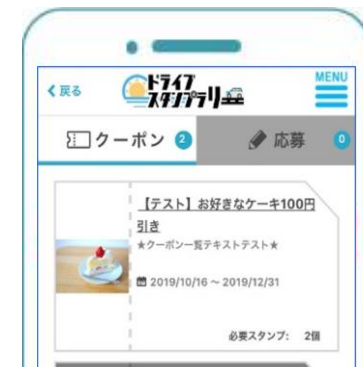 戻る
ドライブ
スタンプラリー
MENU
クーポン 2
応募 0
【テスト】お好きなケーキ100円
引き
★クーポン一覧テキストテスト★
2019/10/16 ~ 2019/12/31
必要スタンプ: 2個